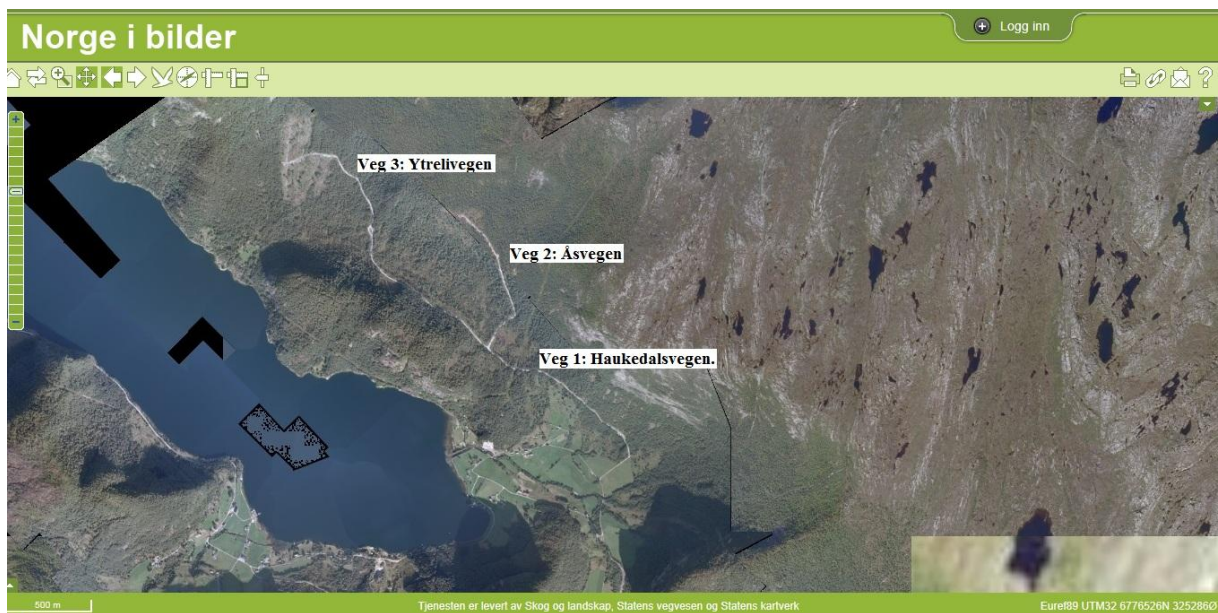 Norge i bilder
Logg inn
Veg 3: Ytrelivegen
Veg 2: Åsvegen
Veg 1: Haukedalsvegen.
500 m
Tjenesten er levert av Skog og landskap, Statens vegvesen og Statens kartverk
Euref89 UTM32 6776526N 3252860